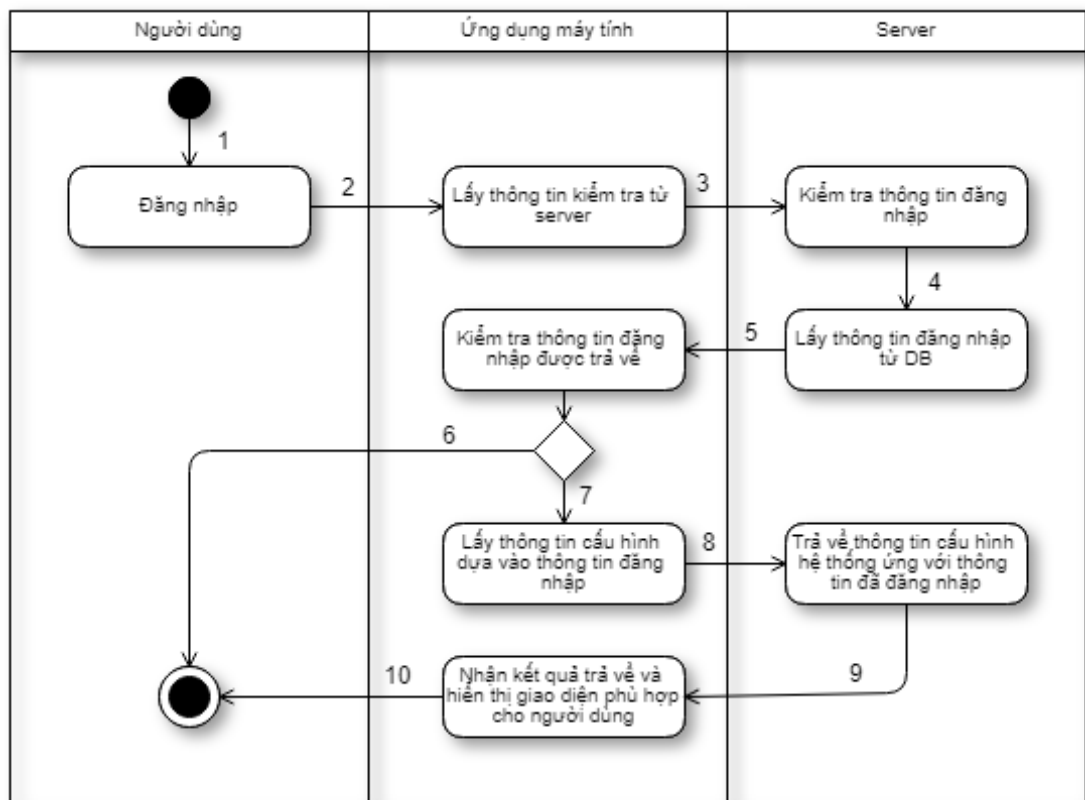 Người dùng
Ứng dụng máy tính
Server
1
Đăng nhập
2
Lấy thông tin kiểm tra từ
server
3
Kiểm tra thông tin đăng
nhập
4
Kiểm tra thông tin đăng
nhập được trả về
5
Lấy thông tin đăng nhập
từ DB
6
7
Lấy thông tin cấu hình
dựa vào thông tin đăng
nhập
8
Trả về thông tin cấu hình
hệ thống ứng với thông
tin đã đăng nhập
9
10
Nhận kết quả trả về và
hiển thị giao diện phù hợp
cho người dùng